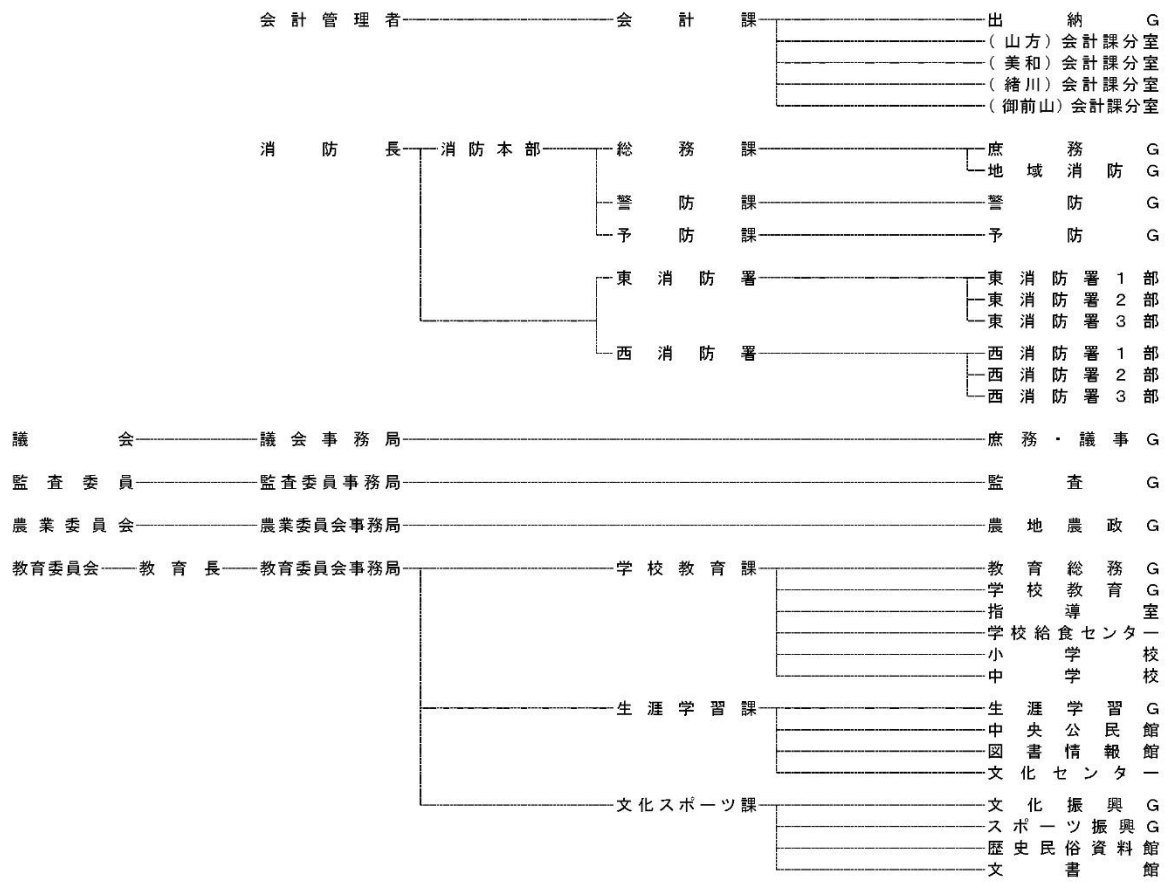 会計管理者 会計課 出納G
(山方)会計課分室
(美和)会計課分室
(緒川)会計課分室
(御前山)会計課分室
消防長 消防本部 総務課 庶務G
地域消防G
警防課 警防G
予防課 予防G
東消防署 東消防署1部
東消防署2部
東消防署3部
西消防署 西消防署1部
西消防署2部
西消防署3部
議会 議会事務局 庶務・議事G
監査委員 監査委員事務局 監査G
農業委員会 農業委員会事務局 農地農政G
教育委員会 教育長 教育委員会事務局 学校教育課 教育総務G
学校教育G
指導室
学校給食センター
小学校
中学校
生涯学習課 生涯学習G
中央公民館
図書情報館
文化センター
文化スポーツ課 文化振興G
スポーツ振興G
歴史民俗資料館
文書館